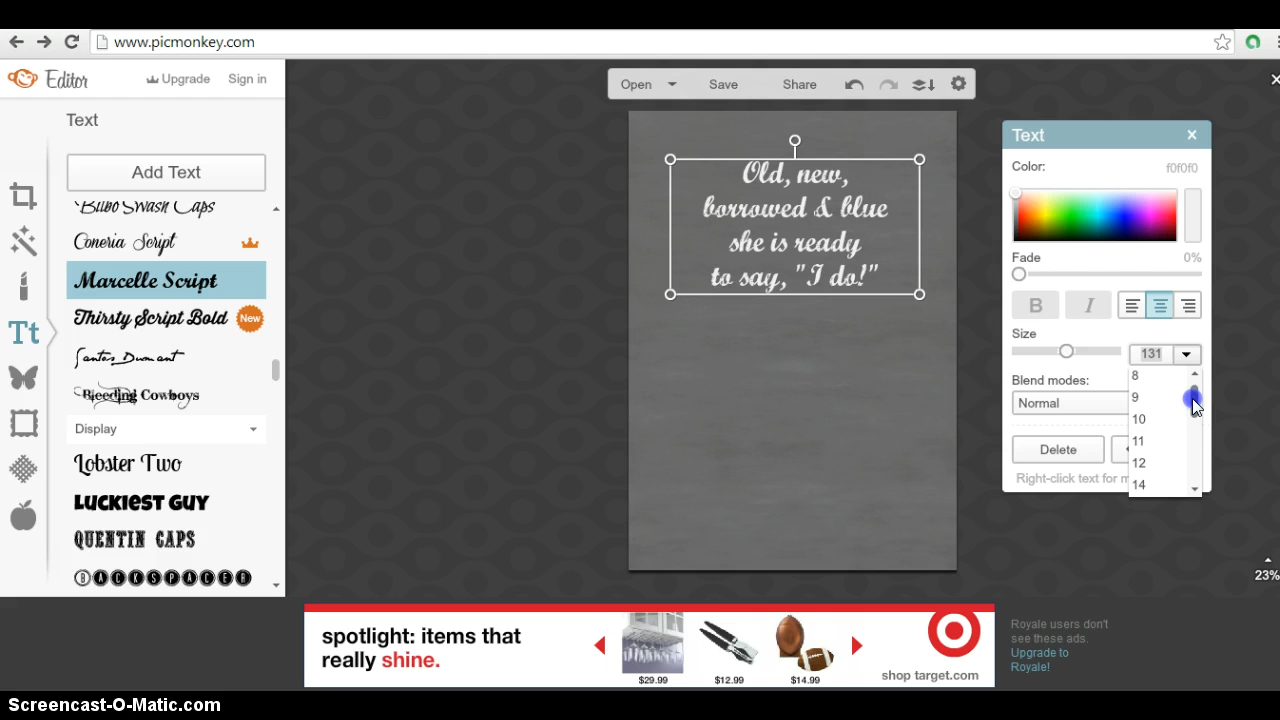 www.picmonkey.com
Editor
Upgrade
Sign in
Open
Save
Share
Text
Add Text
Bilbo Swash Caps
Coneria Script
Marcelle Script
Thirsty Script Bold
New
Santos Dumont
Bleeding Cowboys
Display
Lobster Two
Luckiest Guy
QUENTIN CAPS
BACKSPACER
Old, new,
borrowed & blue
she is ready
to say, "I do!"
Text
Color:
f0f0f0
Fade
0%
B
I
Size
131
8
9
10
11
12
14
Blend modes:
Normal
Delete
Right-click text for m
23%
spotlight: items that
really shine.
$29.99
$12.99
$14.99
shop target.com
Royale users don't
see these ads.
Upgrade to
Royale!
Screencast-O-Matic.com